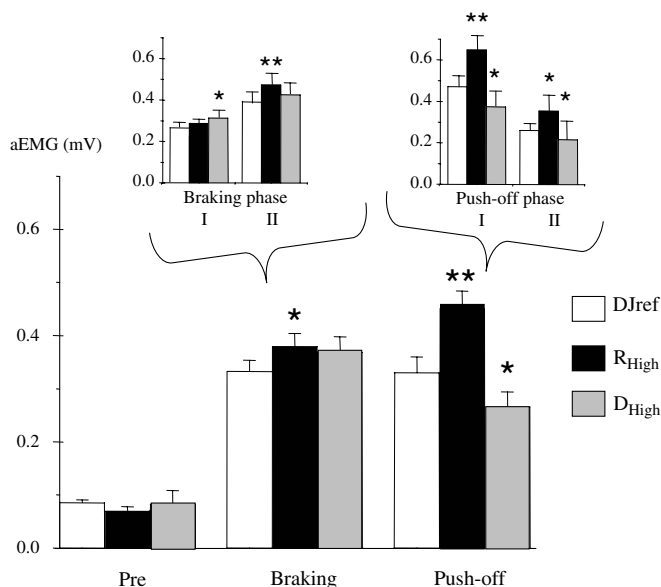 ** **
0.6 0.6
* *
** *
0.4 0.4 *
0.2 0.2
aEMG (mV)
0.0 0.0
Braking phase Push-off phase
I II I II
0.6
** DJref
* 
0.4 R_High
*
D_High
0.2
0.0
Pre Braking Push-off